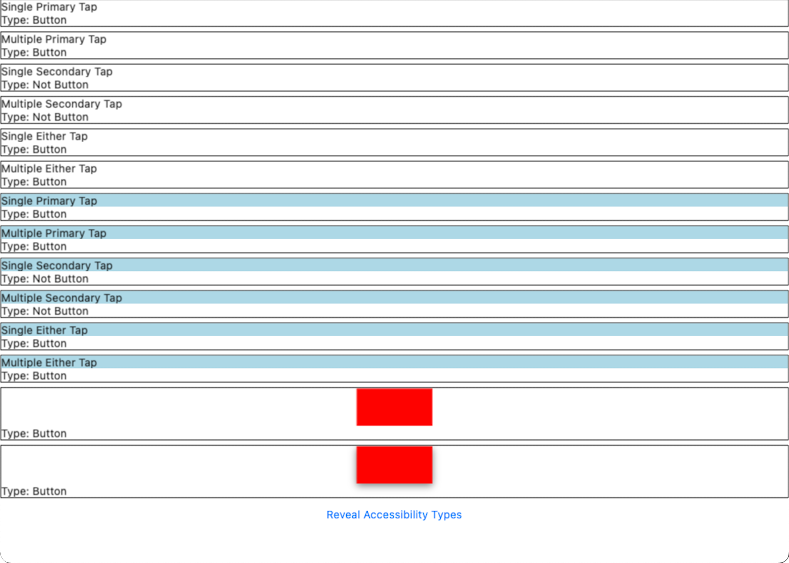 Single Primary Tap
Type: Button
Multiple Primary Tap
Type: Button
Single Secondary Tap
Type: Not Button
Multiple Secondary Tap
Type: Not Button
Single Either Tap
Type: Button
Multiple Either Tap
Type: Button
Single Primary Tap
Type: Button
Multiple Primary Tap
Type: Button
Single Secondary Tap
Type: Not Button
Multiple Secondary Tap
Type: Not Button
Single Either Tap
Type: Button
Multiple Either Tap
Type: Button
Type: Button
Type: Button
Reveal Accessibility Types